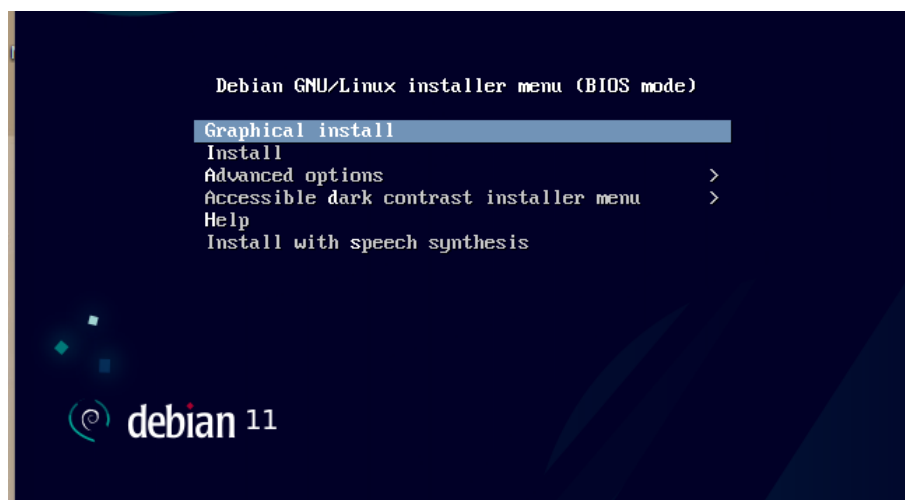 Debian GNU/Linux installer menu (BIOS mode)
Graphical install
Install
Advanced options >
Accessible dark contrast installer menu >
Help
Install with speech synthesis
debian 11